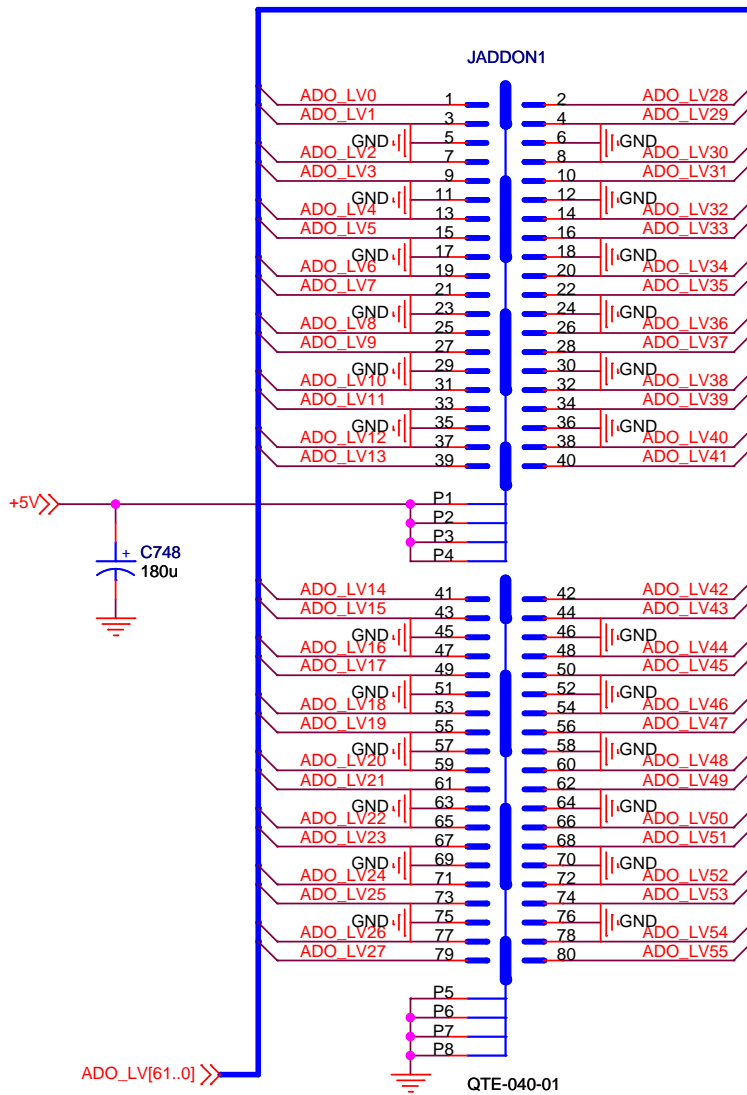 JADDON1
ADO_LV0 1 2 ADO_LV28
ADO_LV1 3 4 ADO_LV29
GND 5 6 GND
ADO_LV2 7 8 ADO_LV30
ADO_LV3 9 10 ADO_LV31
GND 11 12 GND
ADO_LV4 13 14 ADO_LV32
ADO_LV5 15 16 ADO_LV33
GND 17 18 GND
ADO_LV6 19 20 ADO_LV34
ADO_LV7 21 22 ADO_LV35
GND 23 24 GND
ADO_LV8 25 26 ADO_LV36
ADO_LV9 27 28 ADO_LV37
GND 29 30 GND
ADO_LV10 31 32 ADO_LV38
ADO_LV11 33 34 ADO_LV39
GND 35 36 GND
ADO_LV12 37 38 ADO_LV40
ADO_LV13 39 40 ADO_LV41
+5V P1
P2
P3
+ C748 P4
180u
ADO_LV14 41 42 ADO_LV42
ADO_LV15 43 44 ADO_LV43
GND 45 46 GND
ADO_LV16 47 48 ADO_LV44
ADO_LV17 49 50 ADO_LV45
GND 51 52 GND
ADO_LV18 53 54 ADO_LV46
ADO_LV19 55 56 ADO_LV47
GND 57 58 GND
ADO_LV20 59 60 ADO_LV48
ADO_LV21 61 62 ADO_LV49
GND 63 64 GND
ADO_LV22 65 66 ADO_LV50
ADO_LV23 67 68 ADO_LV51
GND 69 70 GND
ADO_LV24 71 72 ADO_LV52
ADO_LV25 73 74 ADO_LV53
GND 75 76 GND
ADO_LV26 77 78 ADO_LV54
ADO_LV27 79 80 ADO_LV55
P5
P6
P7
P8
ADO_LV[61..0]
QTE-040-01